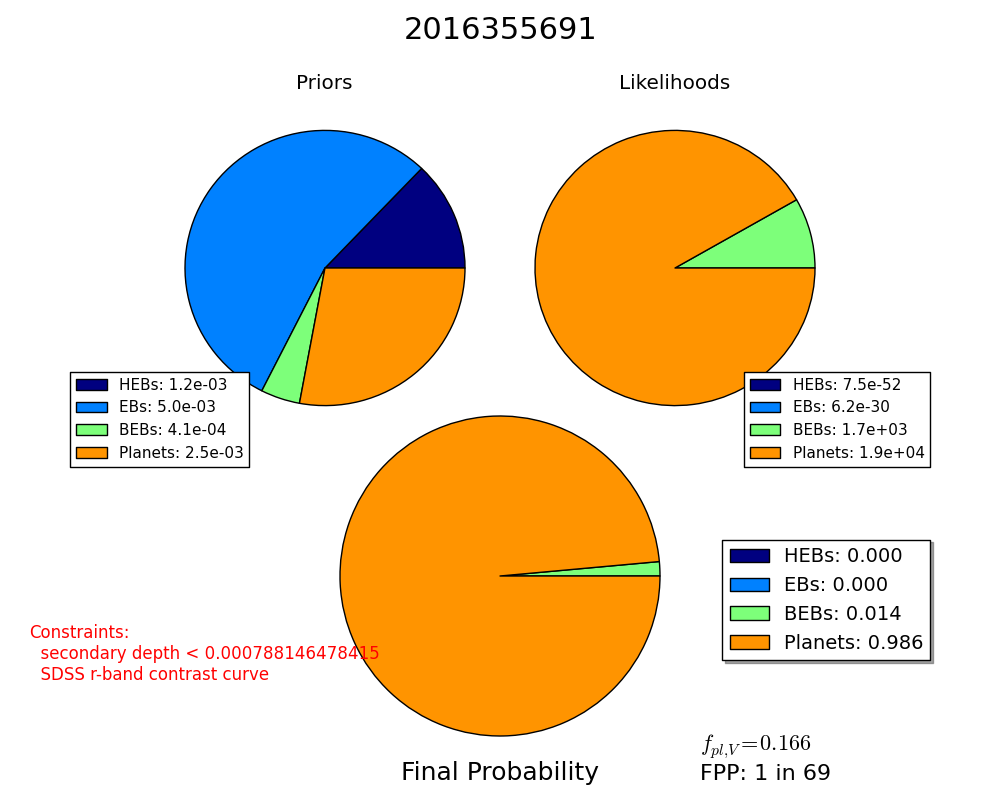 2016355691
Priors
Likelihoods
HEBs: 1.2e-03
EBs: 5.0e-03
BEBs: 4.1e-04
Planets: 2.5e-03
HEBs: 7.5e-52
EBs: 6.2e-30
BEBs: 1.7e+03
Planets: 1.9e+04
HEBs: 0.000
EBs: 0.000
BEBs: 0.014
Planets: 0.986
Constraints:
secondary depth < 0.000788146478415
SDSS r-band contrast curve
f_{pl,V}=0.166
FPP: 1 in 69
Final Probability